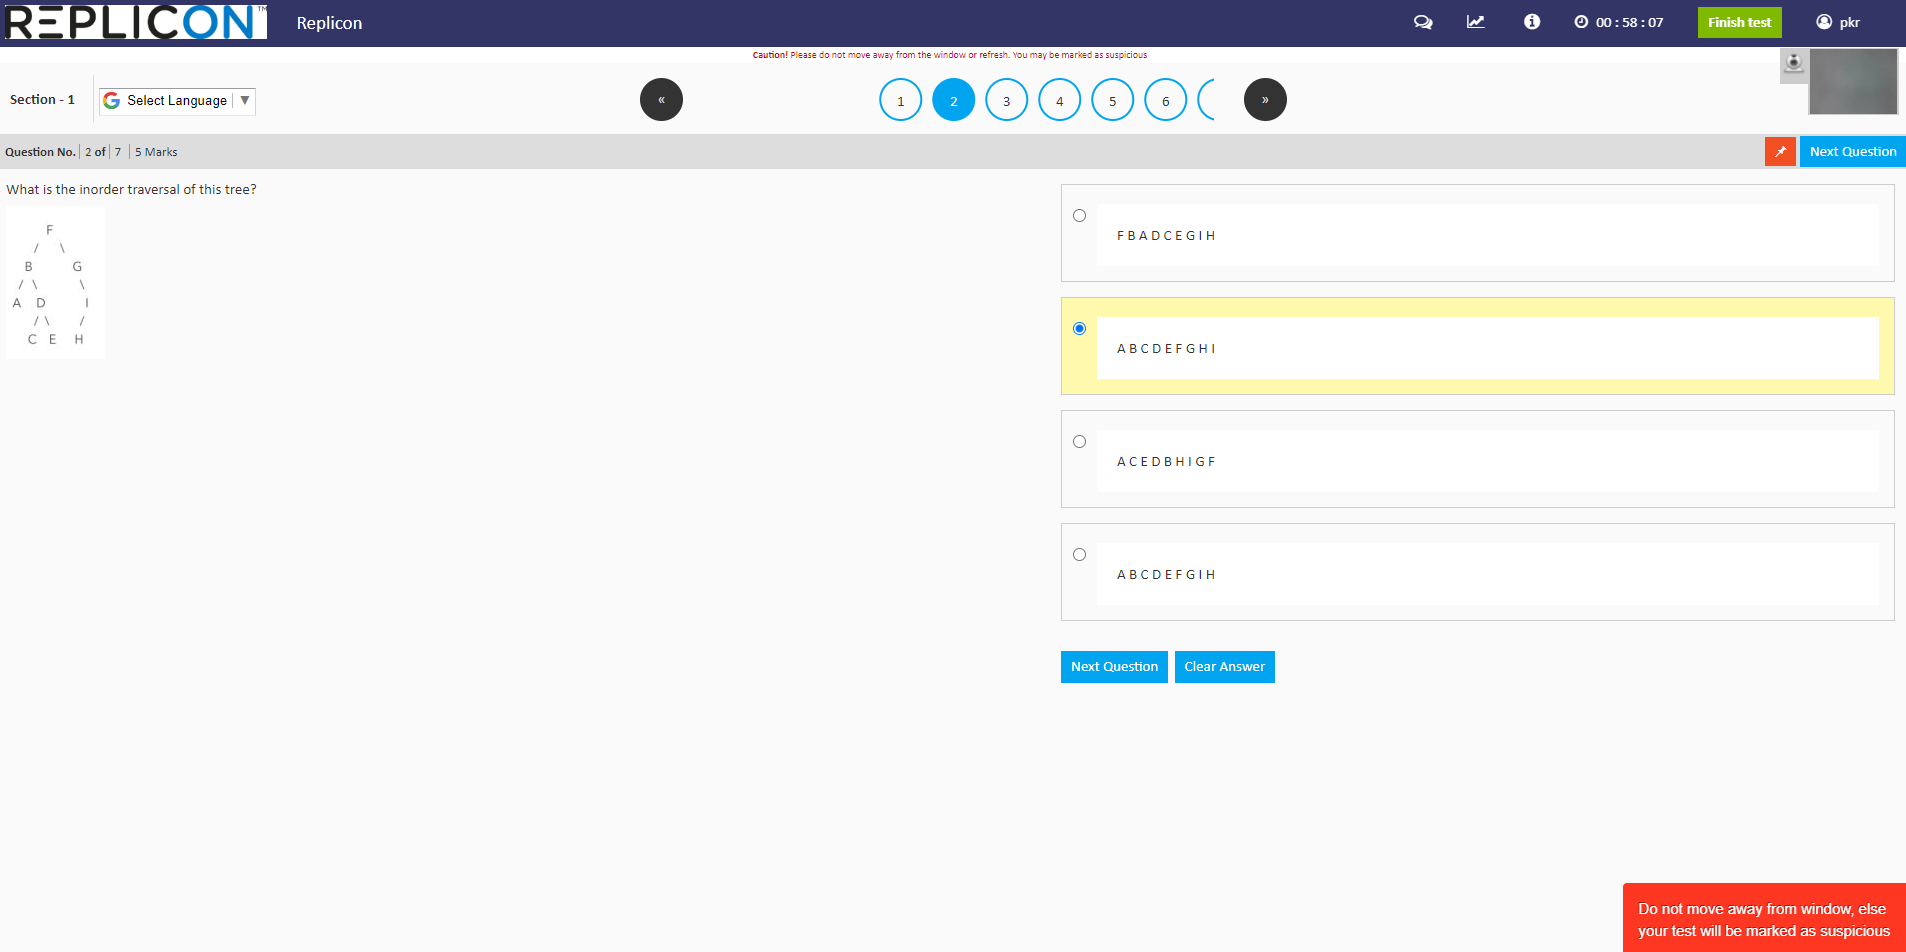 REPLICON™ Replicon 00 : 58 : 07 Finish test pkr
Caution! Please do not move away from the window or refresh. You may be marked as suspicious
Section - 1 Select Language ▼ « 1 2 3 4 5 6 »
Question No. 2 of 7 5 Marks Next Question
What is the inorder traversal of this tree?
F
/ \
B G
/ \ \
A D I
/ \ /
C E H
F B A D C E G I H
A B C D E F G H I
A C E D B H I G F
A B C D E F G I H
Next Question Clear Answer
Do not move away from window, else
your test will be marked as suspicious